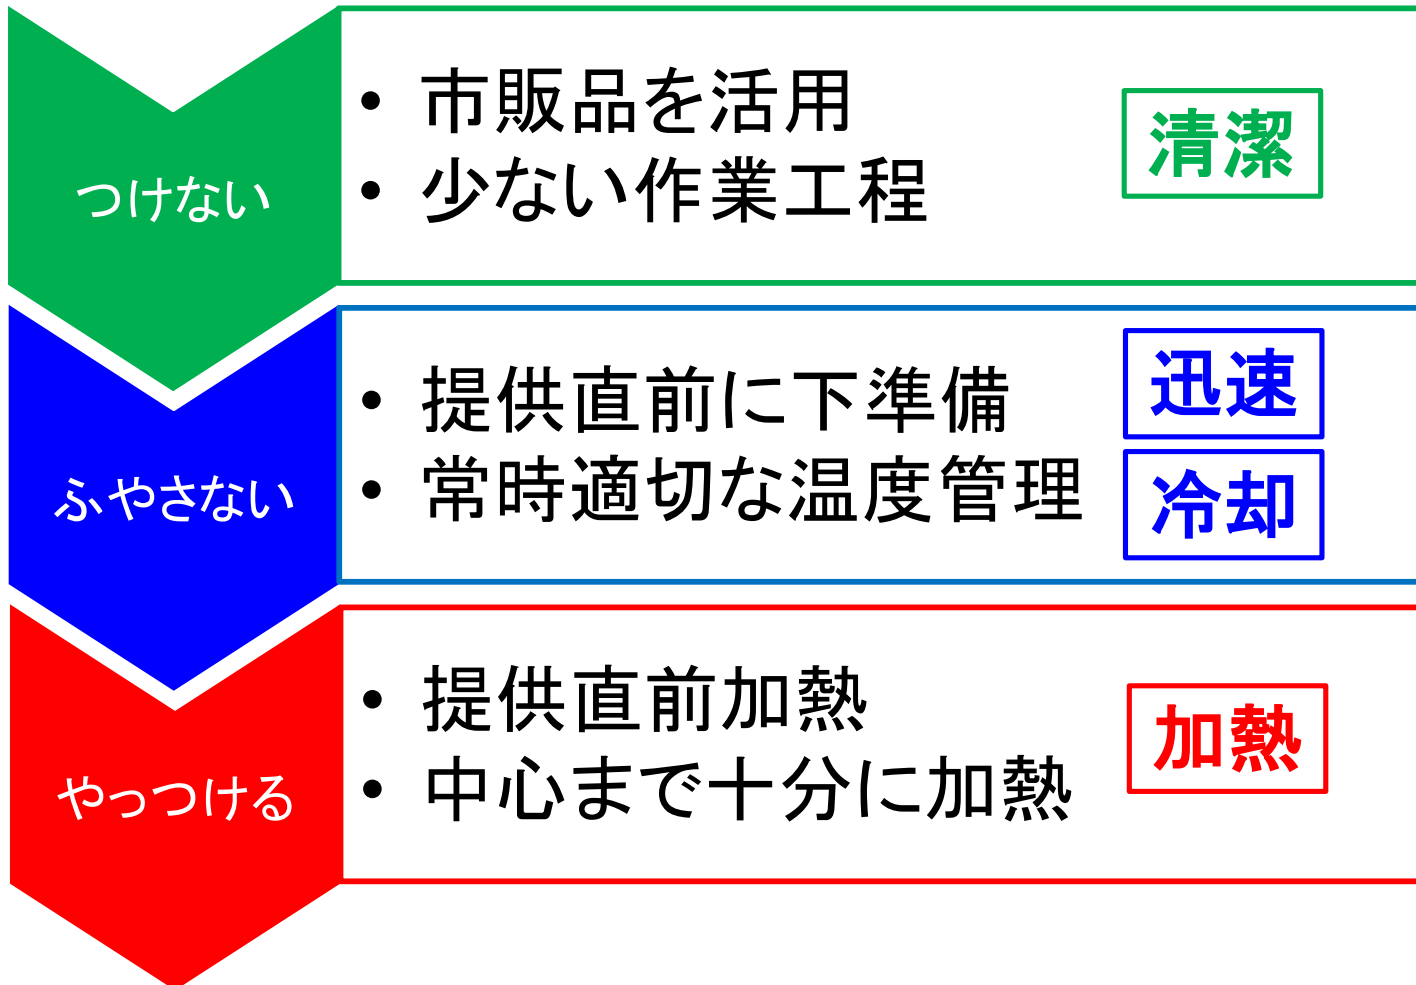 つけない
• 市販品を活用
• 少ない作業工程
清潔
ふやさない
• 提供直前に下準備
• 常時適切な温度管理
迅速
冷却
やっつける
• 提供直前加熱
• 中心まで十分に加熱
加熱